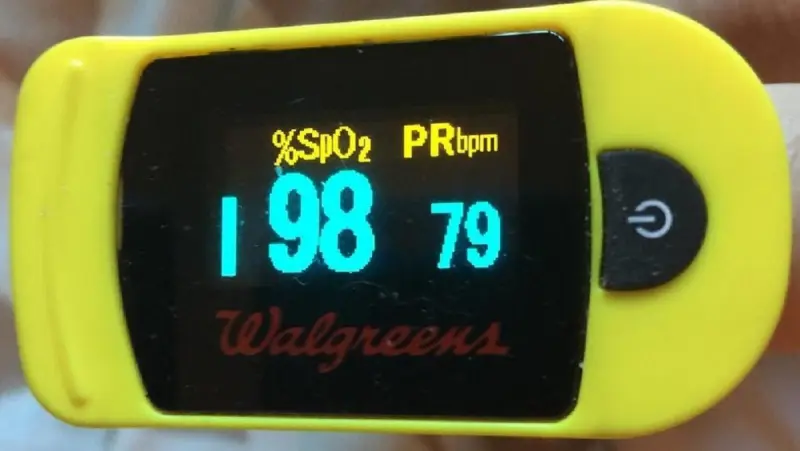 %SpO₂ PRbpm
98 79
Walgreens